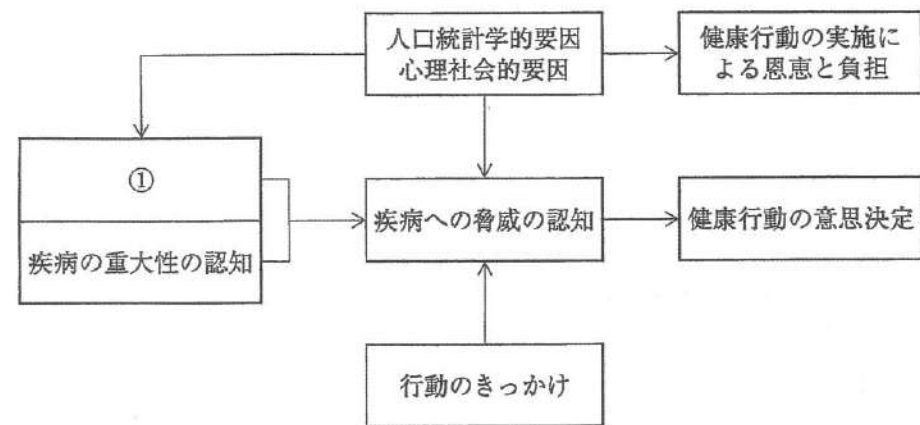 人口統計学的要因
心理社会的要因
健康行動の実施に
よる恩恵と負担
①
疾病の重大性の認知
疾病への脅威の認知
健康行動の意思決定
行動のきっかけ